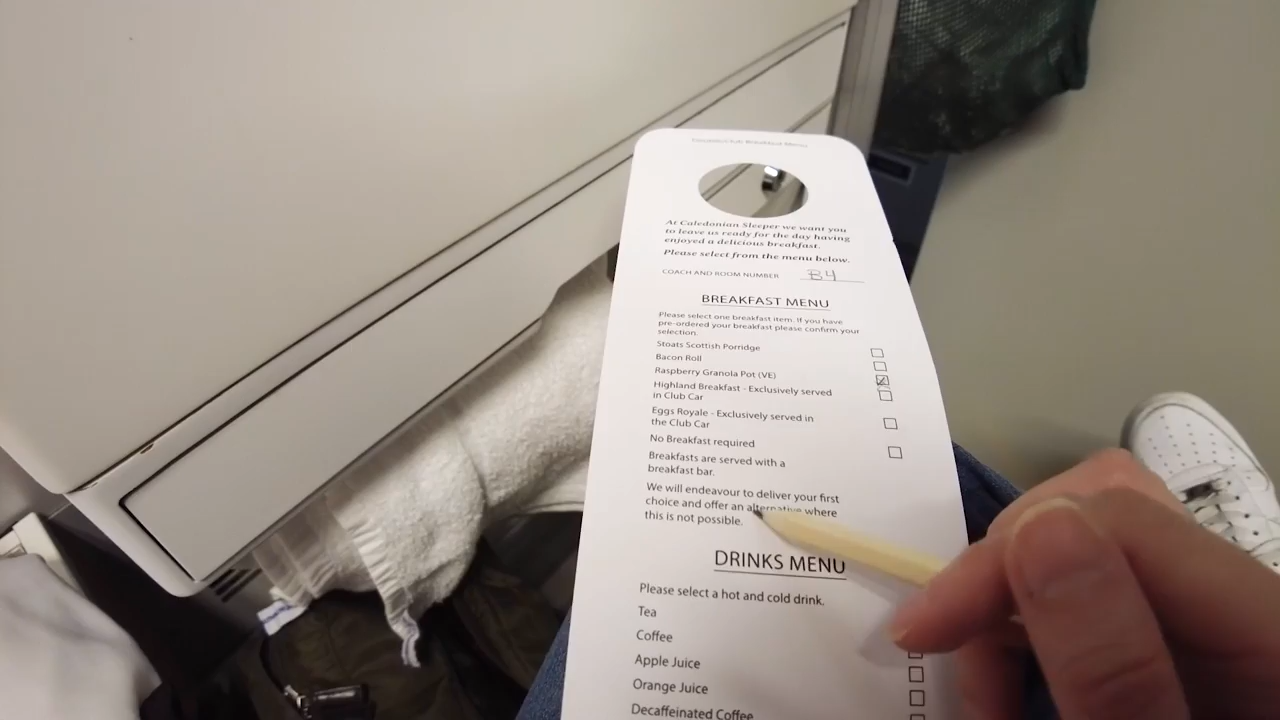 At Caledonian Sleeper we want you
to leave us ready for the day having
enjoyed a delicious breakfast.
Please select from the menu below.
COACH AND ROOM NUMBER B4
BREAKFAST MENU
Please select one breakfast item. If you have
pre-ordered your breakfast please confirm your
selection.
Stoats Scottish Porridge
Bacon Roll
Raspberry Granola Pot (VE)
Highland Breakfast - Exclusively served
in Club Car
Eggs Royale - Exclusively served in
the Club Car
No Breakfast required
Breakfasts are served with a
breakfast bar.
We will endeavour to deliver your first
choice and offer an alternative where
this is not possible.
DRINKS MENU
Please select a hot and cold drink.
Tea
Coffee
Apple Juice
Orange Juice
Decaffeinated Coffee